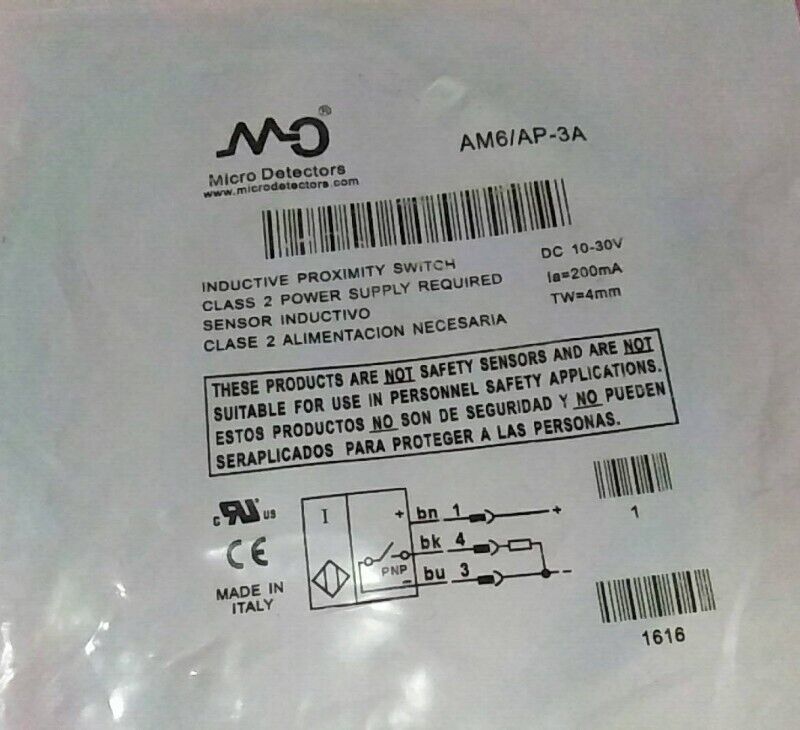 MD®
AM6/AP-3A
Micro Detectors
www.microdetectors.com
INDUCTIVE PROXIMITY SWITCH
DC 10-30V
CLASS 2 POWER SUPPLY REQUIRED
Ia=200mA
SENSOR INDUCTIVO
TW=4mm
CLASE 2 ALIMENTACION NECESARIA
THESE PRODUCTS ARE NOT SAFETY SENSORS AND ARE NOT
SUITABLE FOR USE IN PERSONNEL SAFETY APPLICATIONS.
ESTOS PRODUCTOS NO SON DE SEGURIDAD Y NO PUEDEN
SERAPLICADOS PARA PROTEGER A LAS PERSONAS.
1
c RU US
CE
MADE IN
ITALY
I
+ bn 1 +
bk 4
PNP
- bu 3 -
1616